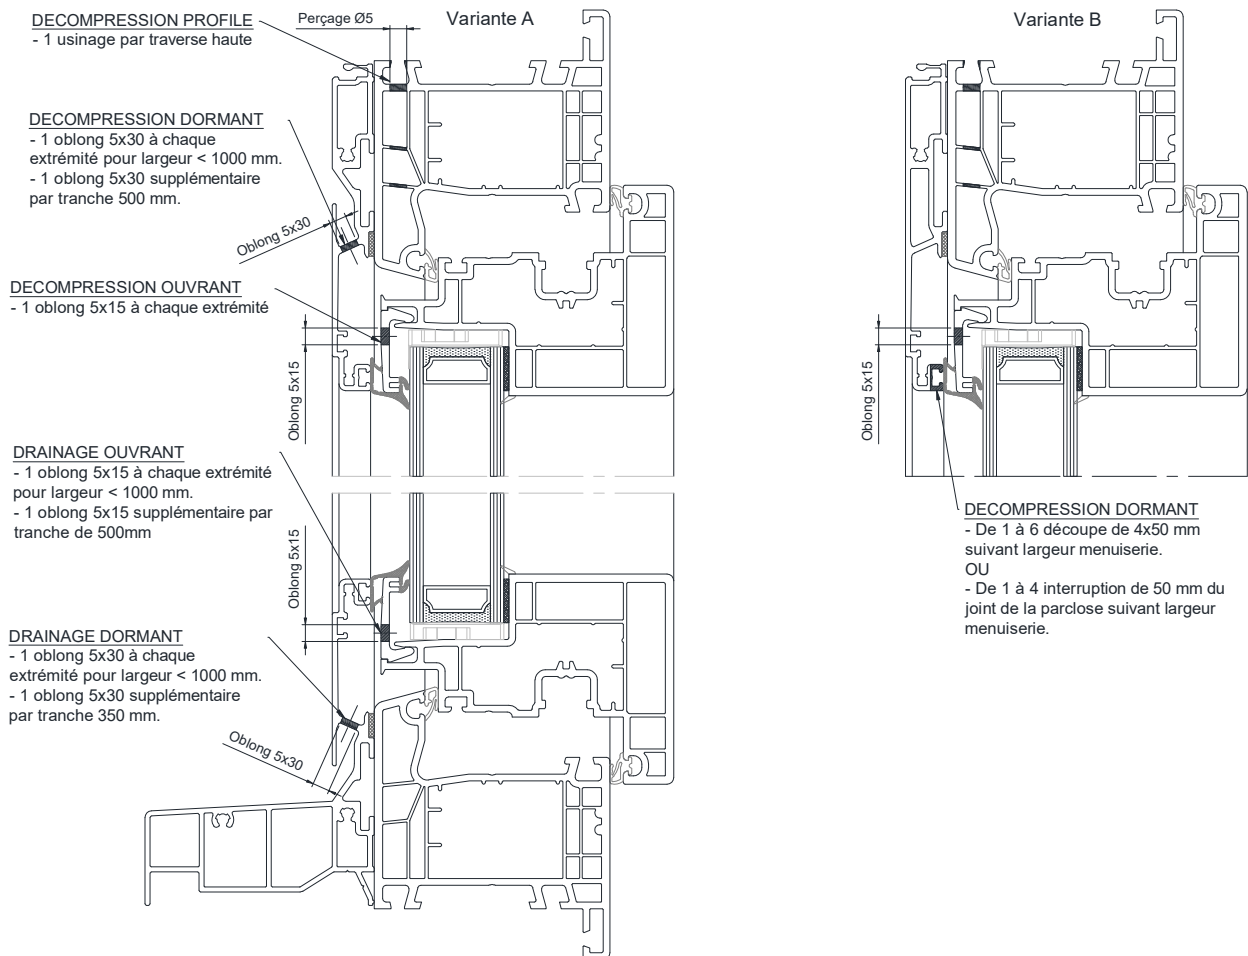 DECOMPRESSION PROFILE
- 1 usinage par traverse haute
Perçage Ø5
Variante A
Variante B
DECOMPRESSION DORMANT
- 1 oblong 5x30 à chaque
extrémité pour largeur < 1000 mm.
- 1 oblong 5x30 supplémentaire
par tranche 500 mm.
Oblong 5x30
DECOMPRESSION OUVRANT
- 1 oblong 5x15 à chaque extrémité
Oblong 5x15
Oblong 5x15
DRAINAGE OUVRANT
- 1 oblong 5x15 à chaque extrémité
pour largeur < 1000 mm.
- 1 oblong 5x15 supplémentaire par
tranche de 500mm
Oblong 5x15
DECOMPRESSION DORMANT
- De 1 à 6 découpe de 4x50 mm
suivant largeur menuiserie.
OU
- De 1 à 4 interruption de 50 mm du
joint de la parclose suivant largeur
menuiserie.
DRAINAGE DORMANT
- 1 oblong 5x30 à chaque
extrémité pour largeur < 1000 mm.
- 1 oblong 5x30 supplémentaire
par tranche 350 mm.
Oblong 5x30